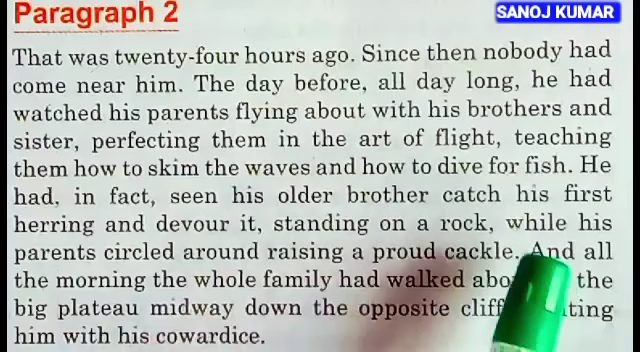 Paragraph 2
SANOJ KUMAR
That was twenty-four hours ago. Since then nobody had
come near him. The day before, all day long, he had
watched his parents flying about with his brothers and
sister, perfecting them in the art of flight, teaching
them how to skim the waves and how to dive for fish. He
had, in fact, seen his older brother catch his first
herring and devour it, standing on a rock, while his
parents circled around raising a proud cackle. And all
the morning the whole family had walked the
big plateau midway down the opposite
him with his cowardice.